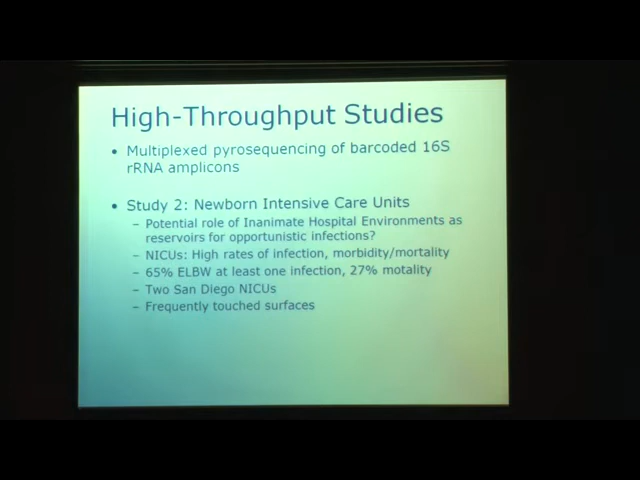 High-Throughput Studies
• Multiplexed pyrosequencing of barcoded 16S
rRNA amplicons
• Study 2: Newborn Intensive Care Units
– Potential role of Inanimate Hospital Environments as
reservoirs for opportunistic infections?
– NICUs: High rates of infection, morbidity/mortality
– 65% ELBW at least one infection, 27% motality
– Two San Diego NICUs
– Frequently touched surfaces